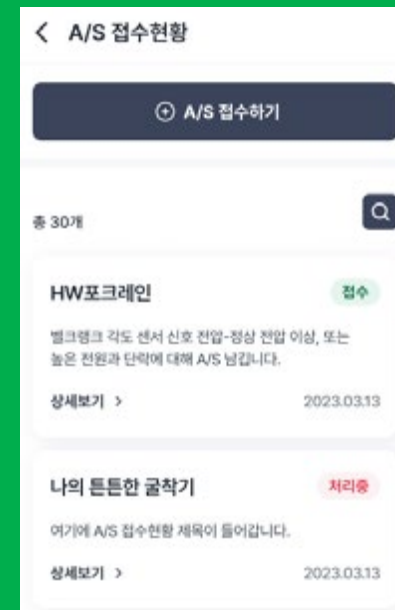 A/S 접수현황
A/S 접수하기
총 30개
HW포크레인
접수
벨크랭크 각도 센서 신호 전압-정상 전압 이상, 또는
높은 전원과 단락에 대해 A/S 남깁니다.
상세보기 >
2023.03.13
나의 튼튼한 굴착기
처리중
여기에 A/S 접수현황 제목이 들어갑니다.
상세보기 >
2023.03.13